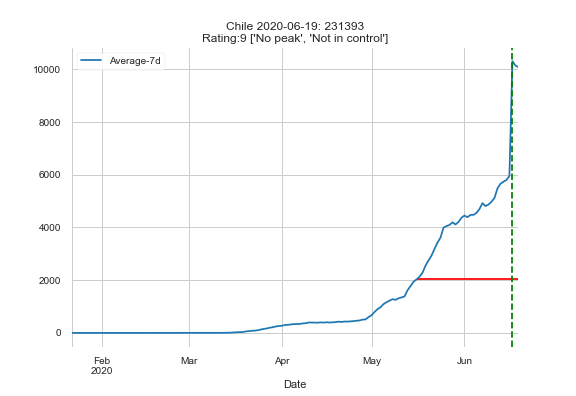 Chile 2020-06-19: 231393
Rating:9 ['No peak', 'Not in control']
Average-7d
10000
8000
6000
4000
2000
0
Feb
2020
Mar
Apr
May
Jun
Date